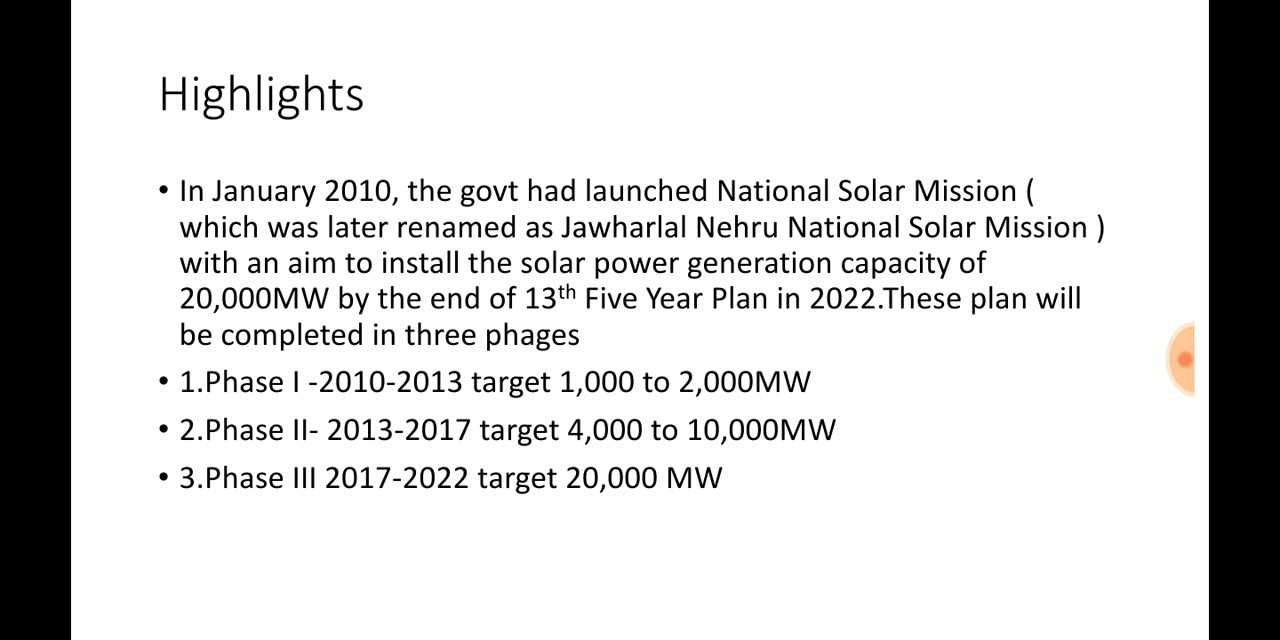 Highlights
• In January 2010, the govt had launched National Solar Mission (
which was later renamed as Jawharlal Nehru National Solar Mission )
with an aim to install the solar power generation capacity of
20,000MW by the end of 13th Five Year Plan in 2022.These plan will
be completed in three phages
• 1.Phase I -2010-2013 target 1,000 to 2,000MW
• 2.Phase II- 2013-2017 target 4,000 to 10,000MW
• 3.Phase III 2017-2022 target 20,000 MW